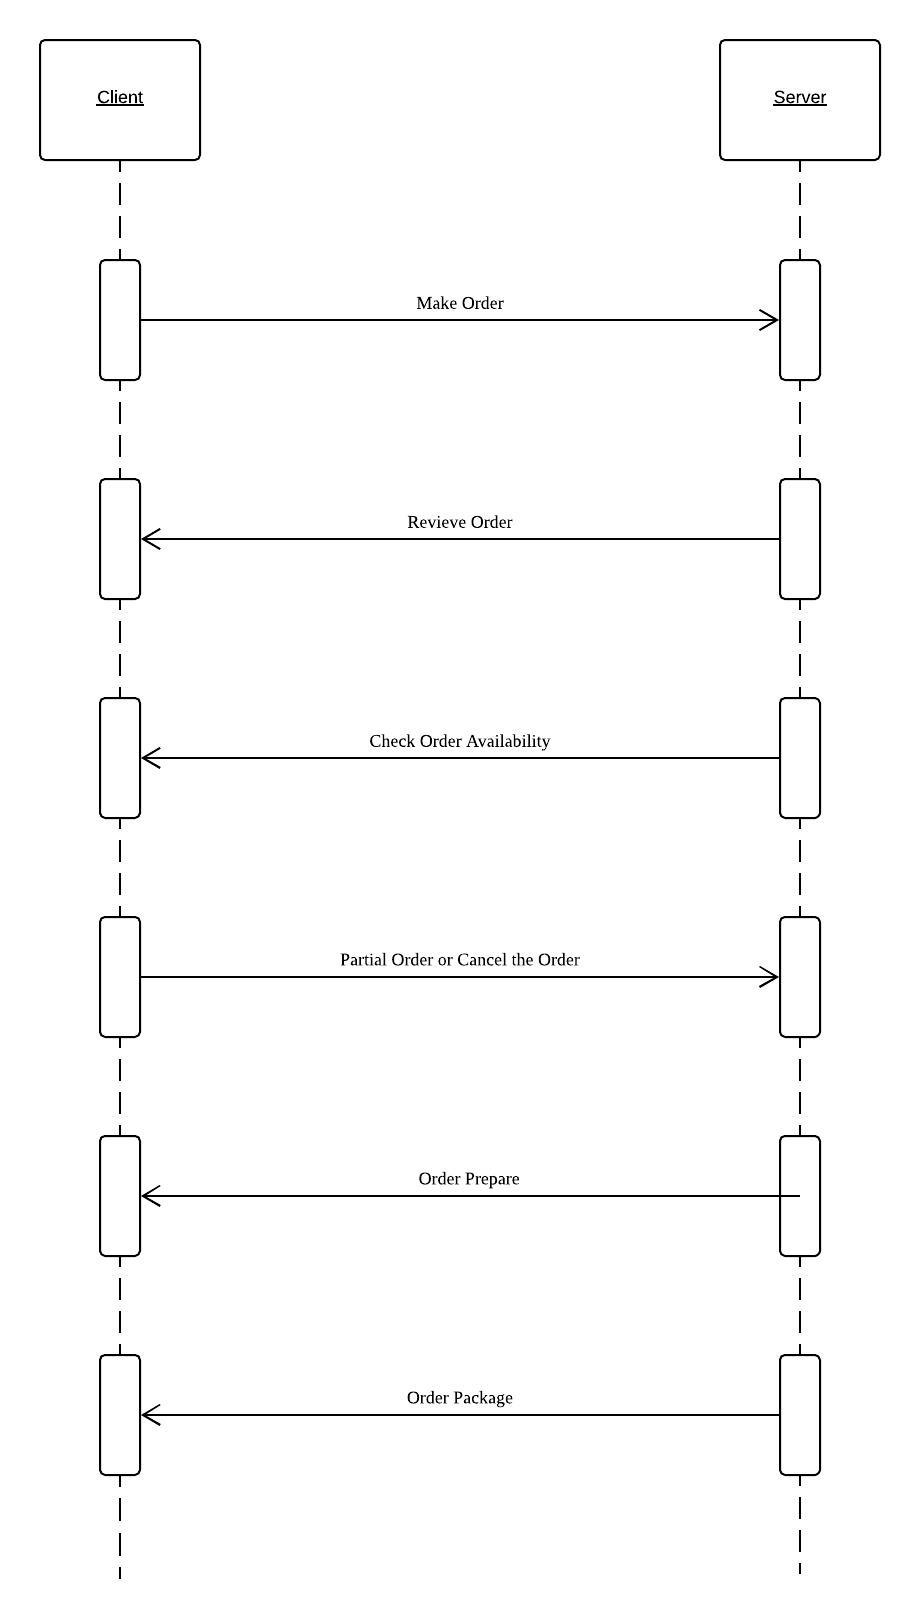 Client
Server
Make Order
Revieve Order
Check Order Availability
Partial Order or Cancel the Order
Order Prepare
Order Package